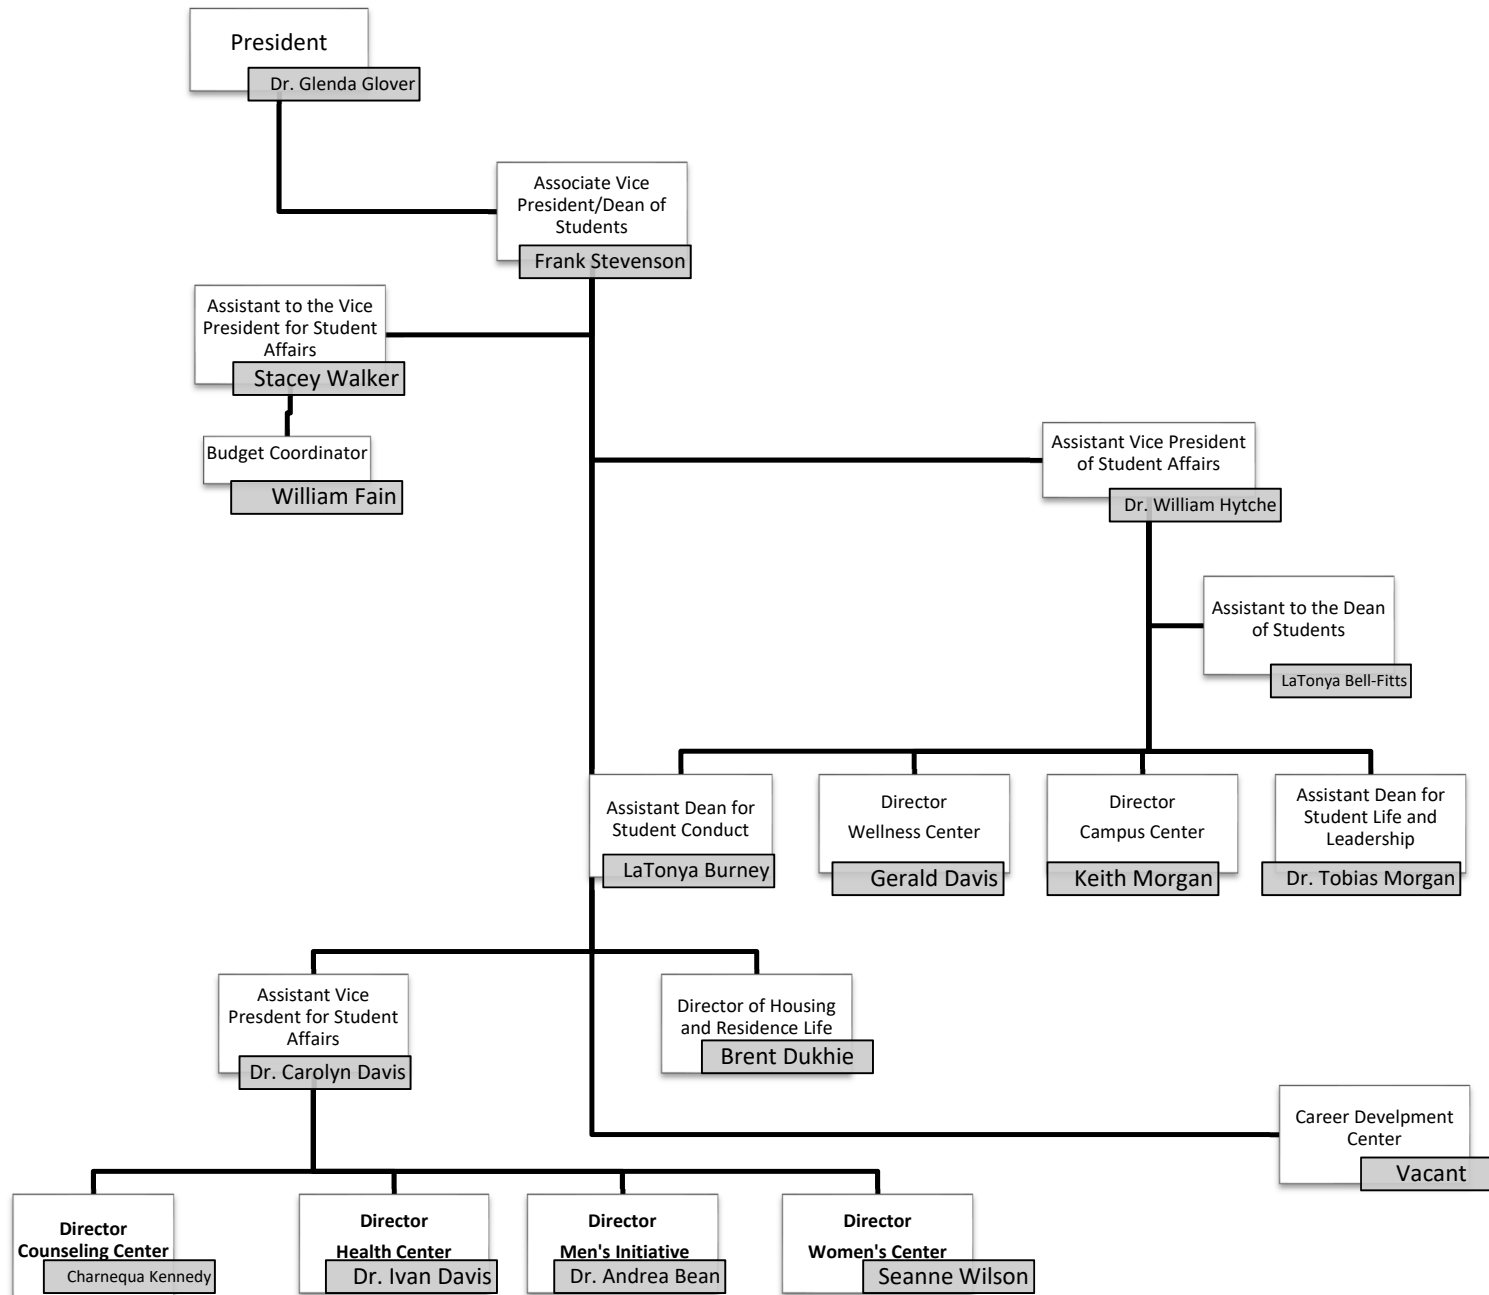 President
Dr. Glenda Glover
Associate Vice
President/Dean of
Students
Frank Stevenson
Assistant to the Vice
President for Student
Affairs
Stacey Walker
Budget Coordinator
William Fain
Assistant Vice President
of Student Affairs
Dr. William Hytche
Assistant to the Dean
of Students
LaTonya Bell-Fitts
Assistant Dean for
Student Conduct
LaTonya Burney
Director
Wellness Center
Gerald Davis
Director
Campus Center
Keith Morgan
Assistant Dean for
Student Life and
Leadership
Dr. Tobias Morgan
Assistant Vice
Presdent for Student
Affairs
Dr. Carolyn Davis
Director of Housing
and Residence Life
Brent Dukhie
Career Develpment
Center
Vacant
Director
Counseling Center
Charnequa Kennedy
Director
Health Center
Dr. Ivan Davis
Director
Men's Initiative
Dr. Andrea Bean
Director
Women's Center
Seanne Wilson